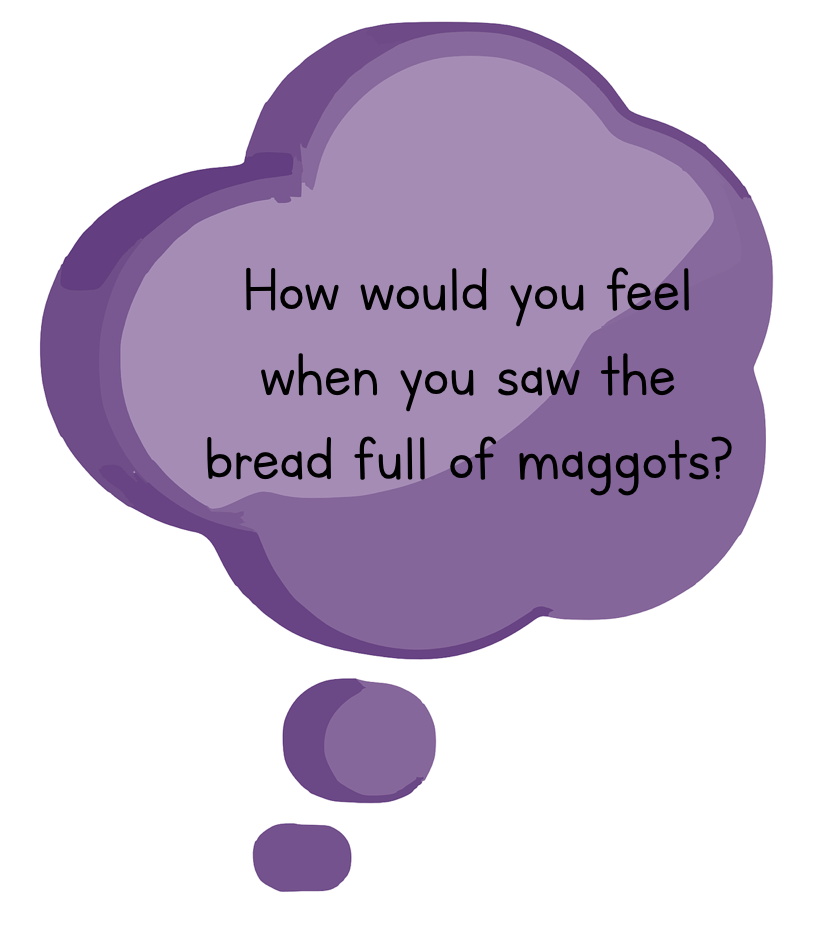 How would you feel
when you saw the
bread full of maggots?